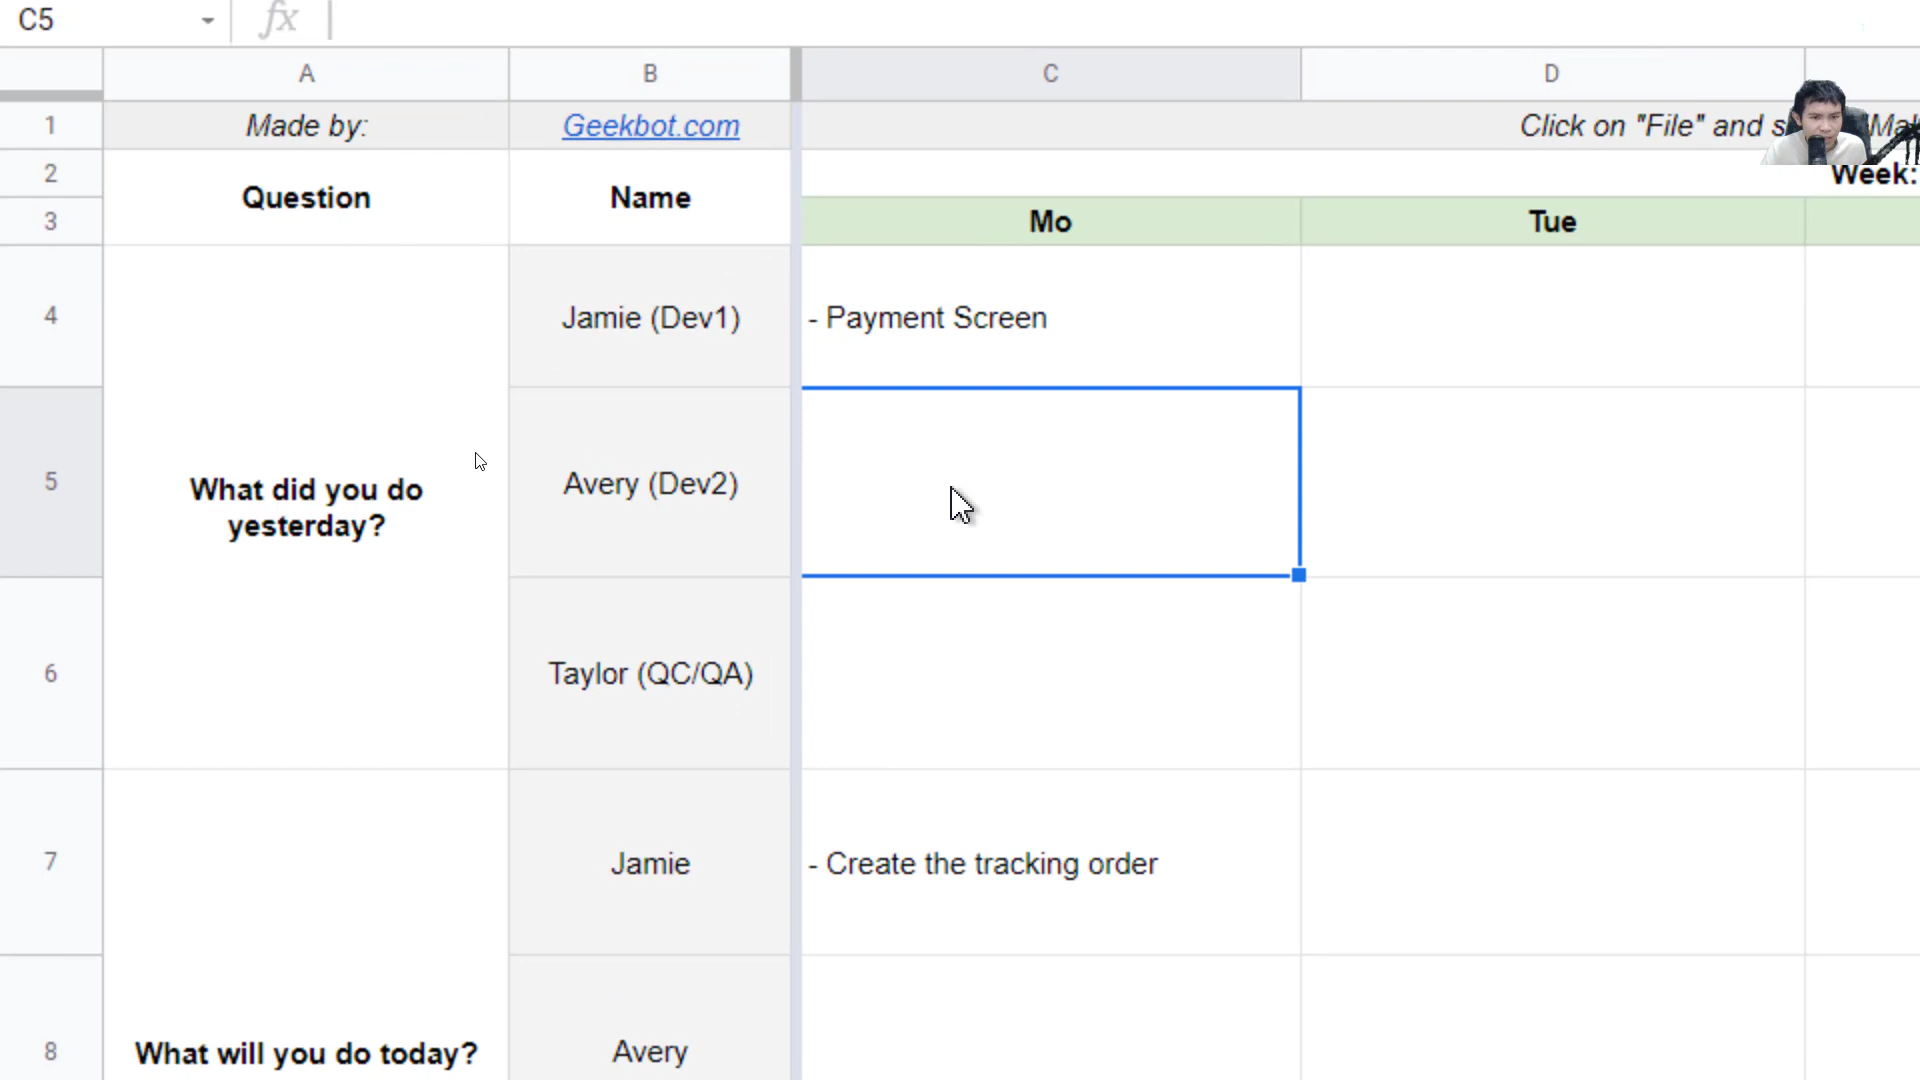 C5
fx
A B C D
1 Made by: Geekbot.com Click on "File" and s
2 Question Name Week:
3 Mo Tue
4 Jamie (Dev1) - Payment Screen
5 What did you do
yesterday? Avery (Dev2)
6 Taylor (QC/QA)
7 Jamie - Create the tracking order
8 What will you do today? Avery